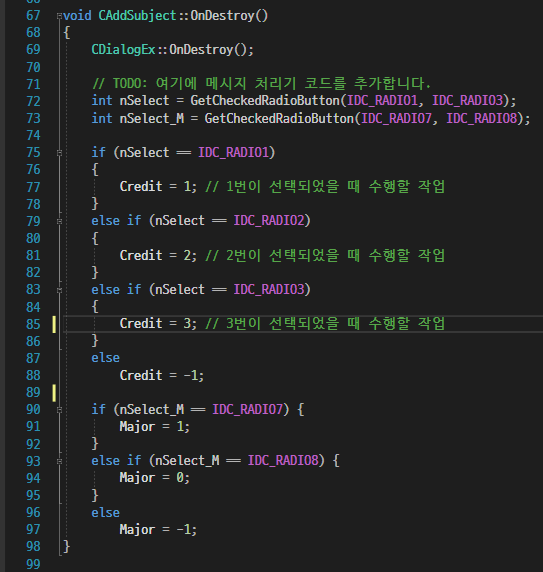 67 void CAddSubject::OnDestroy()
68 {
69 CDialogEx::OnDestroy();
70
71 // TODO: 여기에 메시지 처리기 코드를 추가합니다.
72 int nSelect = GetCheckedRadioButton(IDC_RADIO1, IDC_RADIO3);
73 int nSelect_M = GetCheckedRadioButton(IDC_RADIO7, IDC_RADIO8);
74
75 if (nSelect == IDC_RADIO1)
76 {
77 Credit = 1; // 1번이 선택되었을 때 수행할 작업
78 }
79 else if (nSelect == IDC_RADIO2)
80 {
81 Credit = 2; // 2번이 선택되었을 때 수행할 작업
82 }
83 else if (nSelect == IDC_RADIO3)
84 {
85 Credit = 3; // 3번이 선택되었을 때 수행할 작업
86 }
87 else
88 Credit = -1;
89
90 if (nSelect_M == IDC_RADIO7) {
91 Major = 1;
92 }
93 else if (nSelect_M == IDC_RADIO8) {
94 Major = 0;
95 }
96 else
97 Major = -1;
98 }
99